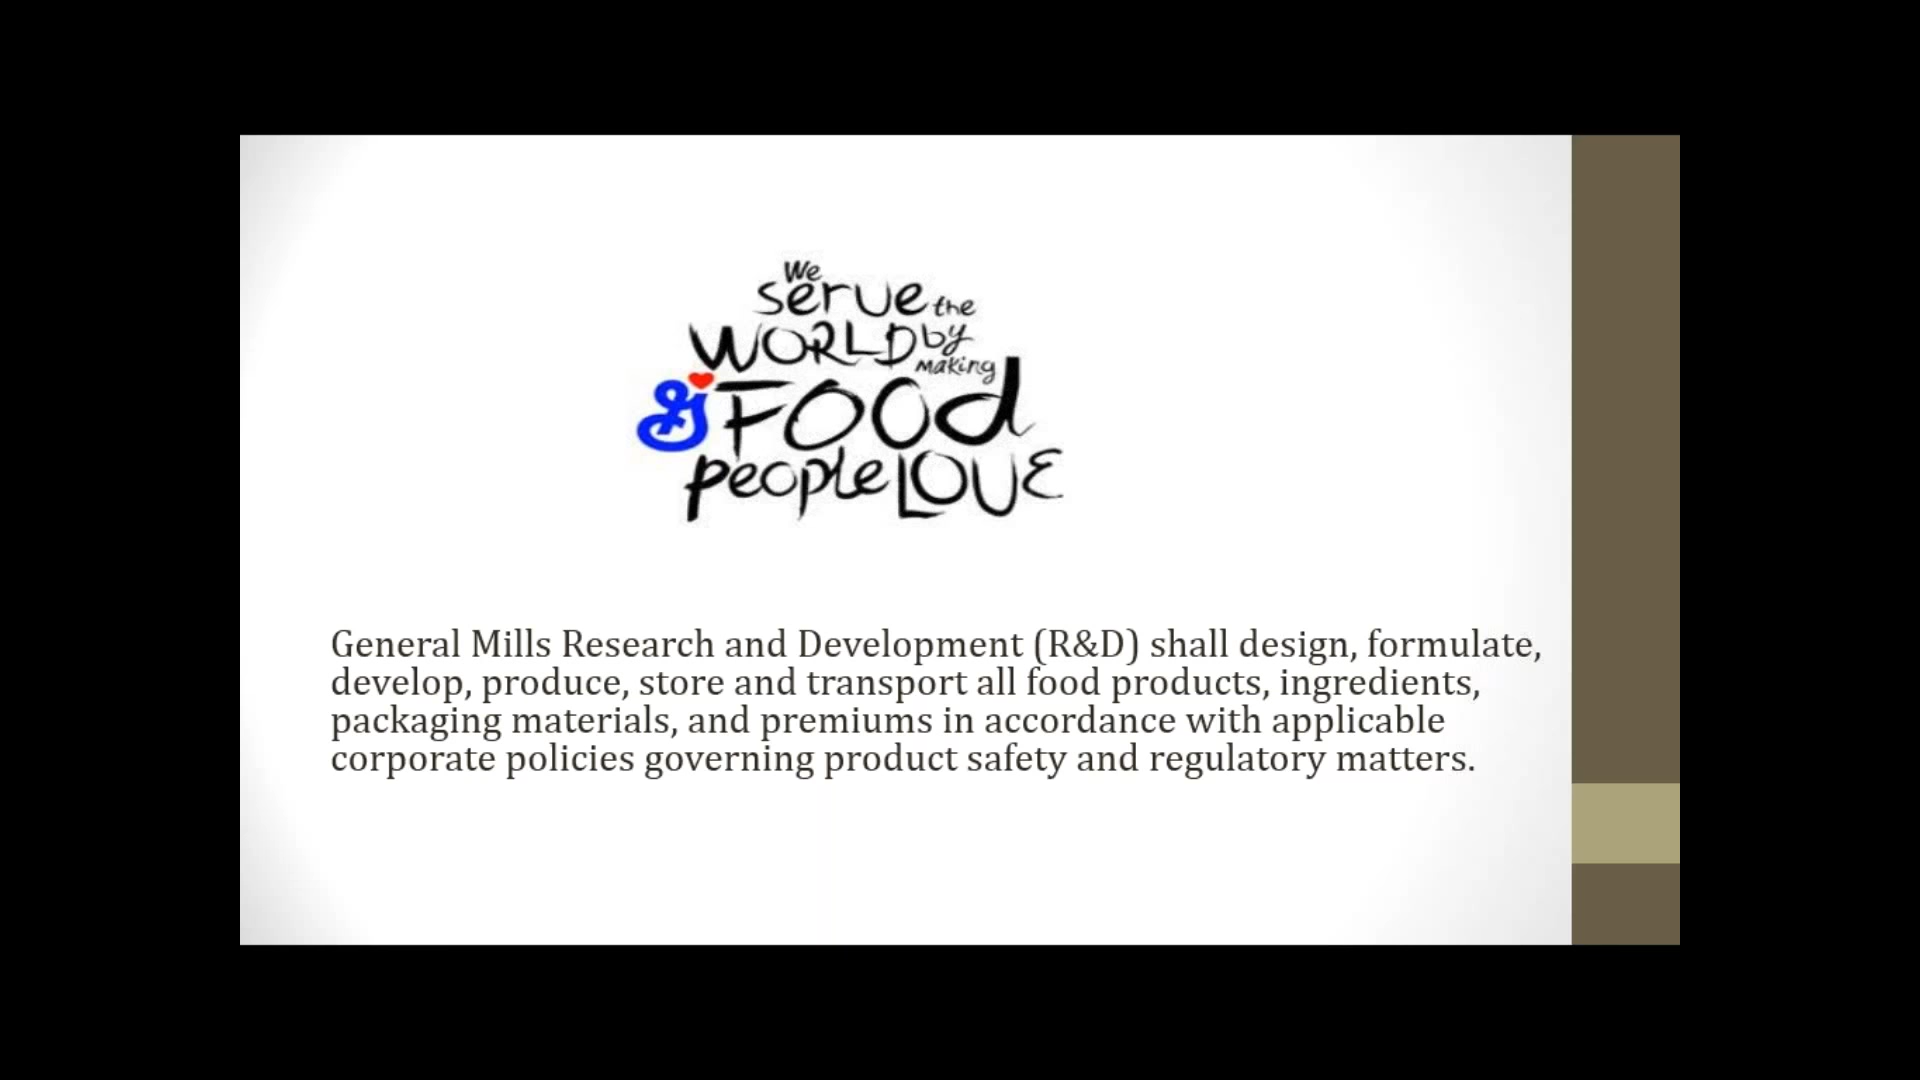 We
serve the
WORLD by
making
G FOOd
people LOVE
General Mills Research and Development (R&D) shall design, formulate,
develop, produce, store and transport all food products, ingredients,
packaging materials, and premiums in accordance with applicable
corporate policies governing product safety and regulatory matters.